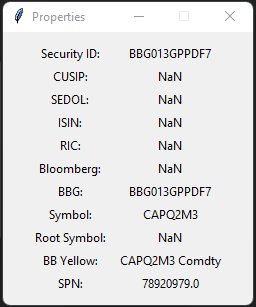 Properties
Security ID: BBG013GPPDF7
CUSIP: NaN
SEDOL: NaN
ISIN: NaN
RIC: NaN
Bloomberg: NaN
BBG: BBG013GPPDF7
Symbol: CAPQ2M3
Root Symbol: NaN
BB Yellow: CAPQ2M3 Comdty
SPN: 78920979.0